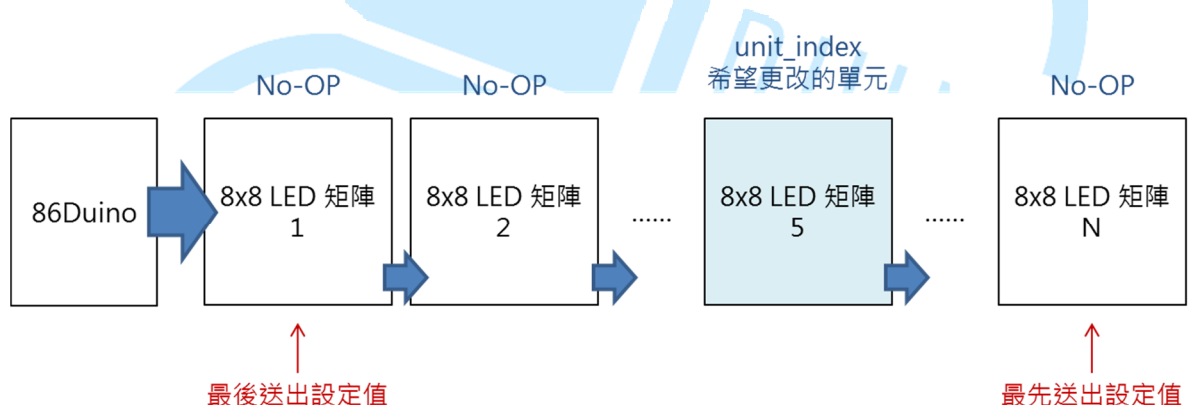 unit_index
希望更改的單元
No-OP
No-OP
No-OP
86Duino
8x8 LED 矩陣
1
8x8 LED 矩陣
2
......
8x8 LED 矩陣
5
......
8x8 LED 矩陣
N
最後送出設定值
最先送出設定值